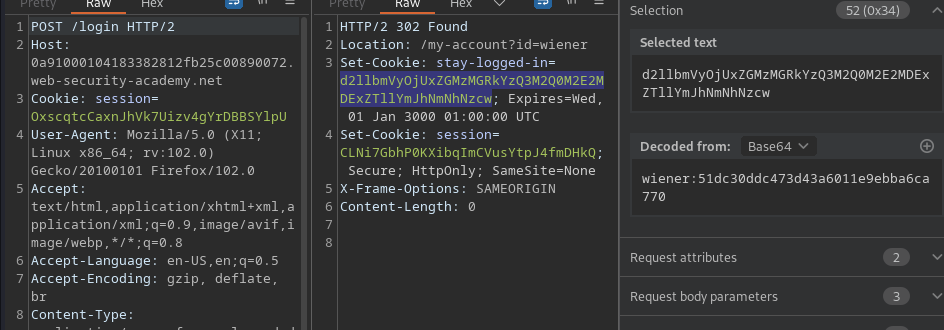 Pretty Raw Hex
1 POST /login HTTP/2
2 Host:
0a91000104183382812fb25c00890072.
web-security-academy.net
3 Cookie: session=
OxscqtcCaxnJhVk7Uizv4gYrDBBSYlpU
4 User-Agent: Mozilla/5.0 (X11;
Linux x86_64; rv:102.0)
Gecko/20100101 Firefox/102.0
5 Accept:
text/html,application/xhtml+xml,a
pplication/xml;q=0.9,image/avif,i
mage/webp,*/*;q=0.8
6 Accept-Language: en-US,en;q=0.5
7 Accept-Encoding: gzip, deflate,
br
8 Content-Type:
Pretty Raw Hex
1 HTTP/2 302 Found
2 Location: /my-account?id=wiener
3 Set-Cookie: stay-logged-in=
d2llbmVyOjUxZGMzMGRkYzQ3M2Q0M2E2M
DExZTllYmJhNmNhNzcw; Expires=Wed,
01 Jan 3000 01:00:00 UTC
4 Set-Cookie: session=
CLNi7GbhP0KXibqImCVusYtpJ4fmDHkQ;
Secure; HttpOnly; SameSite=None
5 X-Frame-Options: SAMEORIGIN
6 Content-Length: 0
7
8
Selection 52 (0x34)
Selected text
d2llbmVyOjUxZGMzMGRkYzQ3M2Q0M2E2MDEx
ZTllYmJhNmNhNzcw
Decoded from: Base64
wiener:51dc30ddc473d43a6011e9ebba6ca
770
Request attributes 2
Request body parameters 3